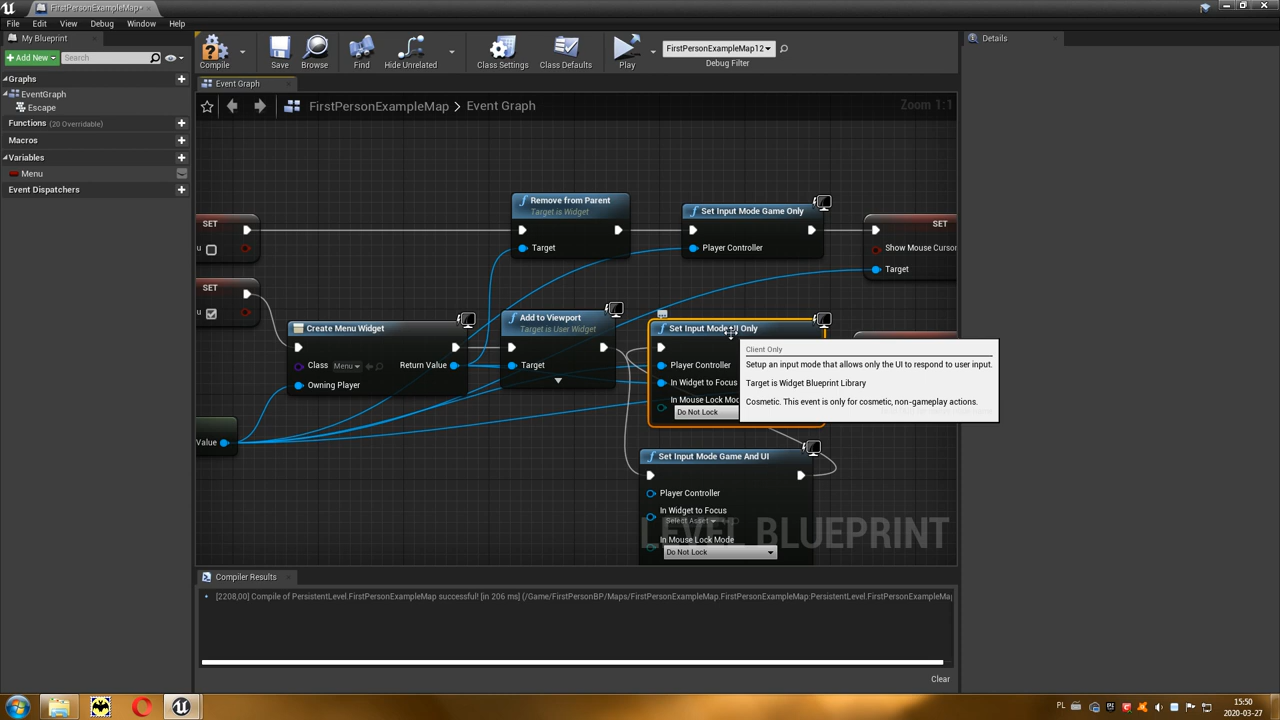 FirstPersonExampleMap*
File Edit View Debug Window Help
My Blueprint
Add New
Search
Graphs
EventGraph
Escape
Functions (20 Overridable)
Macros
Variables
Menu
Event Dispatchers
Compile
Save
Browse
Find
Hide Unrelated
Class Settings
Class Defaults
Play
FirstPersonExampleMap12
Debug Filter
Details
Event Graph
FirstPersonExampleMap > Event Graph
Zoom 1:1
SET
u
SET
u
Remove from Parent
Target is Widget
Target
Set Input Mode Game Only
Player Controller
SET
Show Mouse Cursor
Target
Create Menu Widget
Class Menu
Return Value
Owning Player
Add to Viewport
Target is User Widget
Target
Set Input Mode UI Only
Player Controller
In Widget to Focus
In Mouse Lock Mod
Do Not Lock
Client Only
Setup an input mode that allows only the UI to respond to user input.
Target is Widget Blueprint Library
Cosmetic. This event is only for cosmetic, non-gameplay actions.
Value
Set Input Mode Game And UI
Player Controller
In Widget to Focus
Select Asset
In Mouse Lock Mode
Do Not Lock
LEVEL BLUEPRINT
Compiler Results
[2208,00] Compile of PersistentLevel.FirstPersonExampleMap successful! [in 206 ms] (/Game/FirstPersonBP/Maps/FirstPersonExampleMap.FirstPersonExampleMap:PersistentLevel.FirstPersonExampleMap
Clear
PL
15:50
2020-03-27